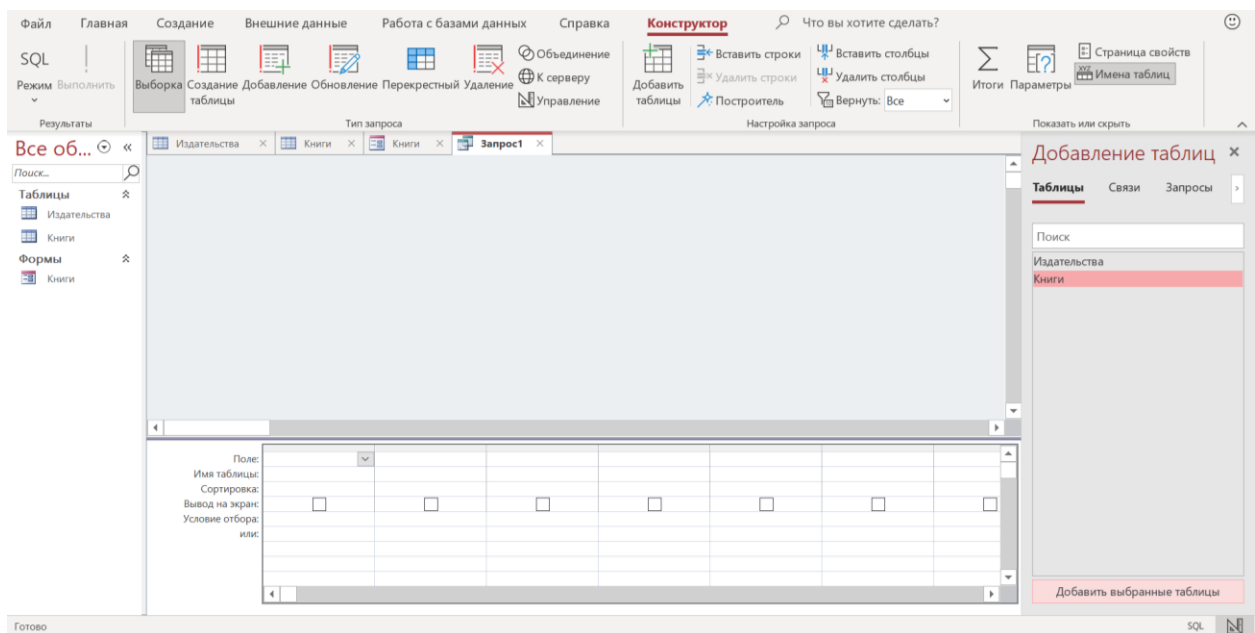 Файл Главная Создание Внешние данные Работа с базами данных Справка Конструктор Что вы хотите сделать?
SQL
Режим Выполнить
Результаты
Выборка Создание таблицы Добавление Обновление Перекрестный Удаление
Объединение
К серверу
Управление
Тип запроса
Добавить таблицы
Вставить строки
Удалить строки
Построитель
Вставить столбцы
Удалить столбцы
Вернуть: Все
Настройка запроса
Итоги Параметры
Страница свойств
XYZ Имена таблиц
Показать или скрыть
Все об... «
Поиск...
Таблицы
Издательства
Книги
Формы
Книги
Издательства × Книги × Книги × Запрос1 ×
Поле:
Имя таблицы:
Сортировка:
Вывод на экран:
Условие отбора:
или:
Добавление таблиц ×
Таблицы Связи Запросы
Поиск
Издательства
Книги
Добавить выбранные таблицы
Готово
SQL